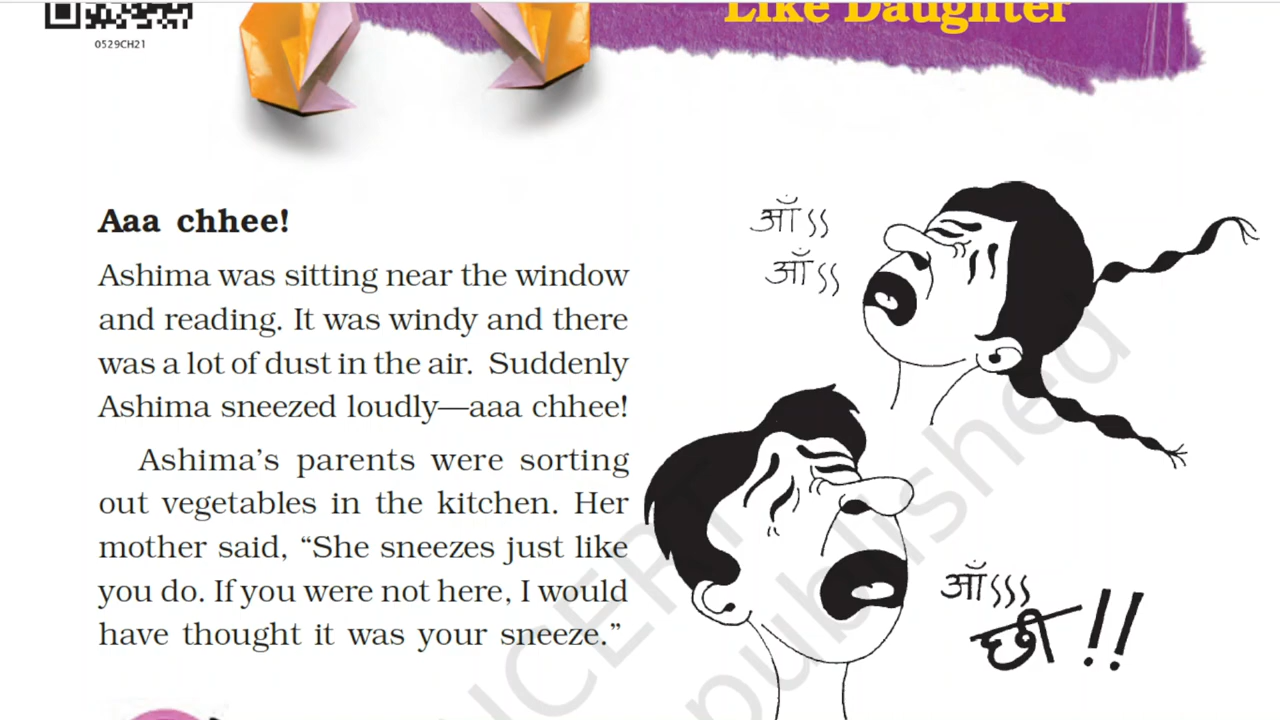 Like Daughter
0529CH21
Aaa chhee!
Ashima was sitting near the window
and reading. It was windy and there
was a lot of dust in the air. Suddenly
Ashima sneezed loudly—aaa chhee!
Ashima’s parents were sorting
out vegetables in the kitchen. Her
mother said, “She sneezes just like
you do. If you were not here, I would
have thought it was your sneeze.”
आँऽऽ
आँऽऽ
आँऽऽऽ
छी !!
NCERT
published